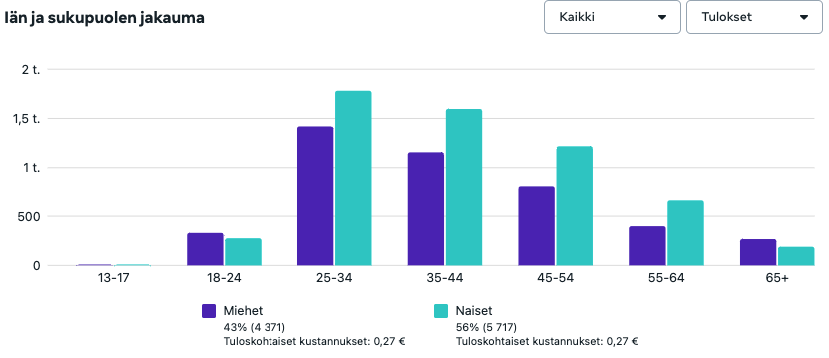 Iän ja sukupuolen jakauma
Kaikki
Tulokset
2 t.
1,5 t.
1 t.
500
0
13-17
18-24
25-34
35-44
45-54
55-64
65+
Miehet
43% (4 371)
Tuloskohtaiset kustannukset: 0,27 €
Naiset
56% (5 717)
Tuloskohtaiset kustannukset: 0,27 €